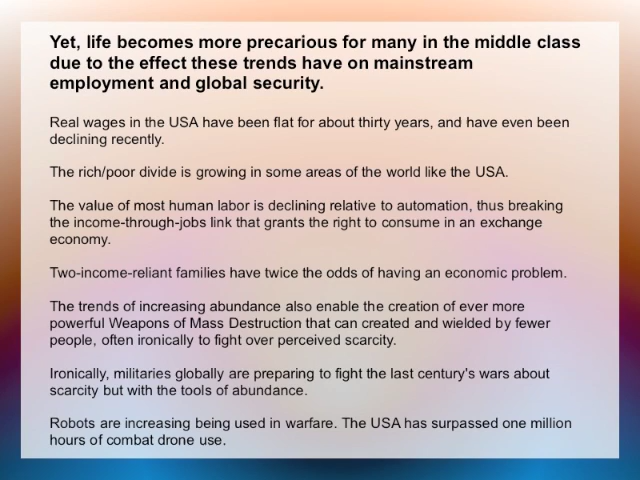 Yet, life becomes more precarious for many in the middle class
due to the effect these trends have on mainstream
employment and global security.
Real wages in the USA have been flat for about thirty years, and have even been
declining recently.
The rich/poor divide is growing in some areas of the world like the USA.
The value of most human labor is declining relative to automation, thus breaking
the income-through-jobs link that grants the right to consume in an exchange
economy.
Two-income-reliant families have twice the odds of having an economic problem.
The trends of increasing abundance also enable the creation of ever more
powerful Weapons of Mass Destruction that can created and wielded by fewer
people, often ironically to fight over perceived scarcity.
Ironically, militaries globally are preparing to fight the last century's wars about
scarcity but with the tools of abundance.
Robots are increasing being used in warfare. The USA has surpassed one million
hours of combat drone use.